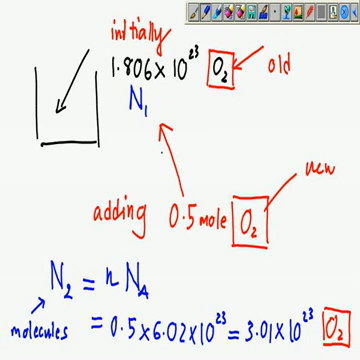 initially
1.806 × 10²³ O₂ old
N₁
new
adding 0.5 mole O₂
N₂ = n N_A
molecules = 0.5 × 6.02 × 10²³ = 3.01 × 10²³ O₂